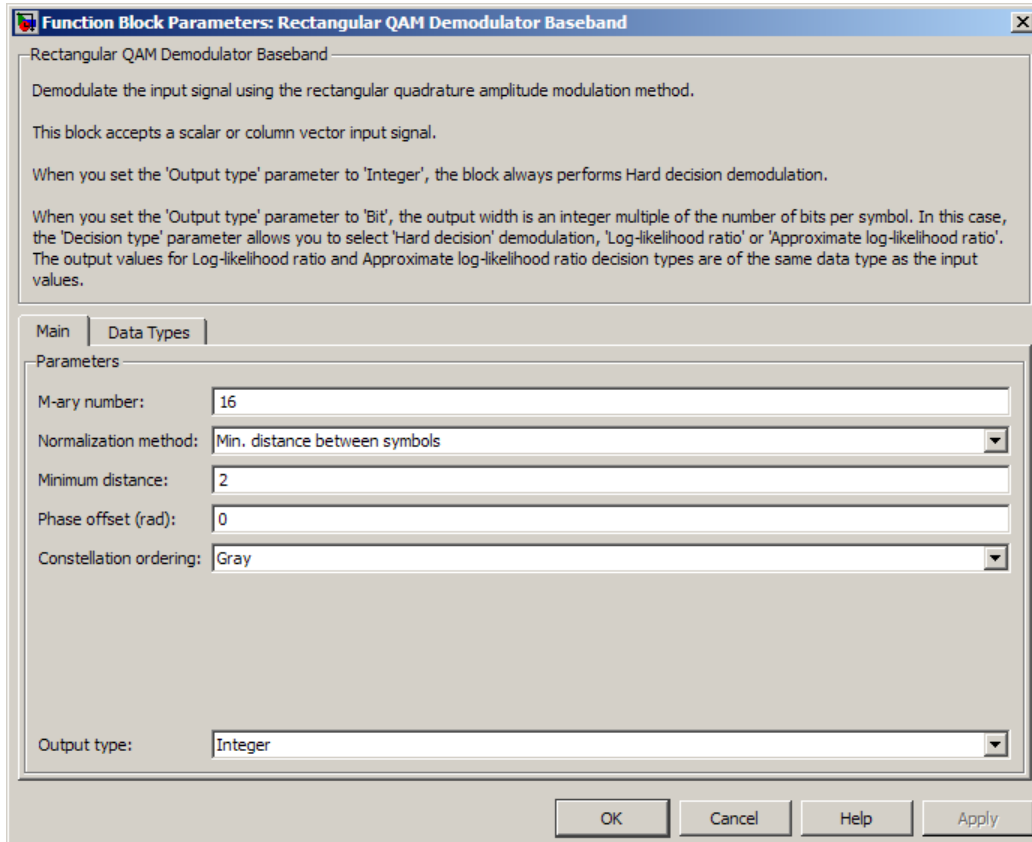 Function Block Parameters: Rectangular QAM Demodulator Baseband
Rectangular QAM Demodulator Baseband
Demodulate the input signal using the rectangular quadrature amplitude modulation method.
This block accepts a scalar or column vector input signal.
When you set the 'Output type' parameter to 'Integer', the block always performs Hard decision demodulation.
When you set the 'Output type' parameter to 'Bit', the output width is an integer multiple of the number of bits per symbol. In this case,
the 'Decision type' parameter allows you to select 'Hard decision' demodulation, 'Log-likelihood ratio' or 'Approximate log-likelihood ratio'.
The output values for Log-likelihood ratio and Approximate log-likelihood ratio decision types are of the same data type as the input
values.
Main Data Types
Parameters
M-ary number: 16
Normalization method: Min. distance between symbols
Minimum distance: 2
Phase offset (rad): 0
Constellation ordering: Gray
Output type: Integer
OK Cancel Help Apply